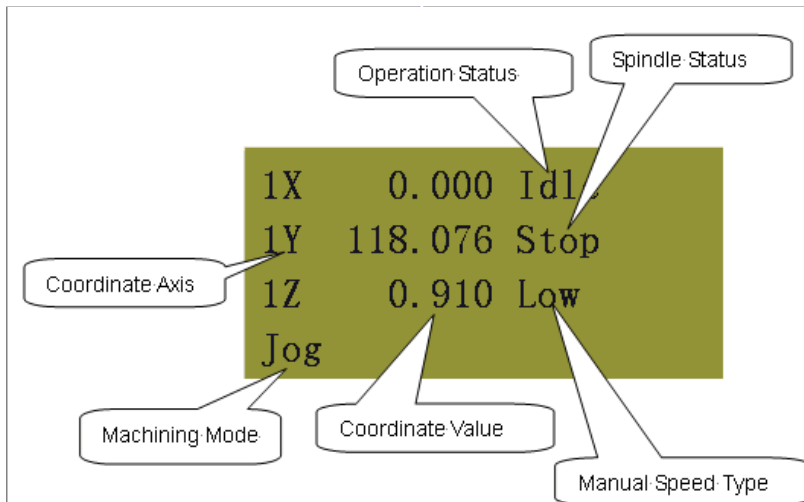 Operation Status
Spindle Status
1X 0.000 Idle
1Y 118.076 Stop
Coordinate Axis
1Z 0.910 Low
Jog
Machining Mode
Coordinate Value
Manual Speed Type